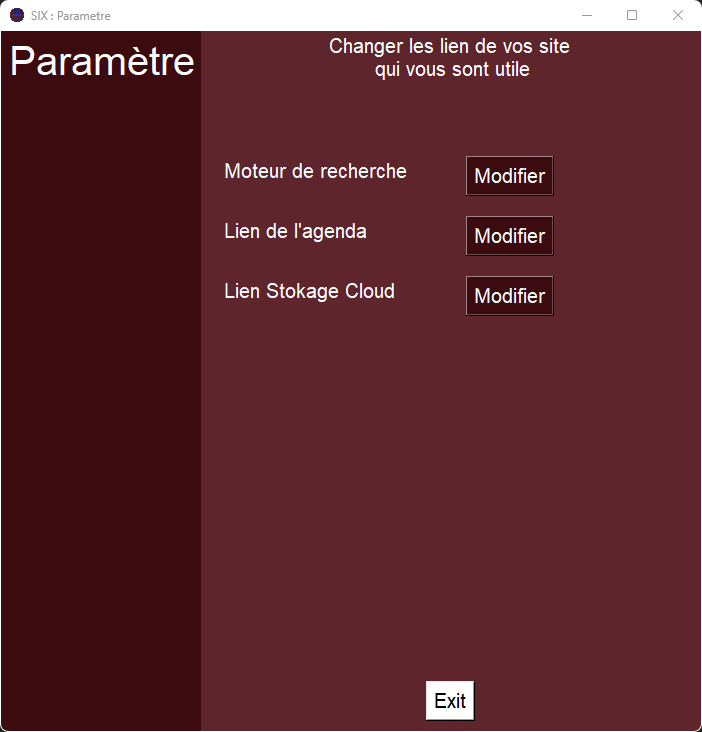 SIX : Parametre
Paramètre
Changer les lien de vos site
qui vous sont utile
Moteur de recherche
Modifier
Lien de l'agenda
Modifier
Lien Stokage Cloud
Modifier
Exit